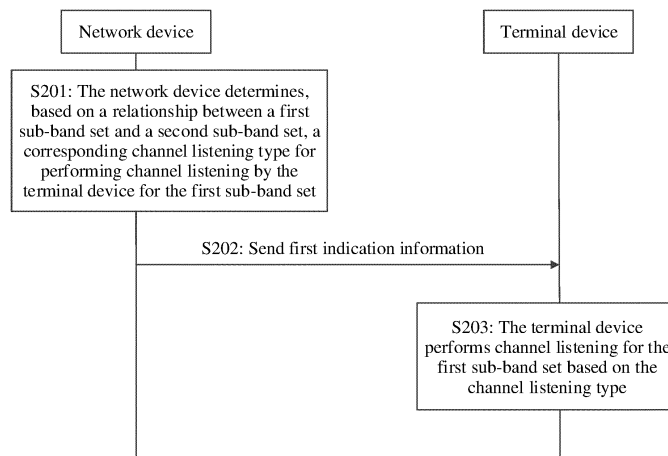 Network device
Terminal device
S201: The network device determines,
based on a relationship between a first
sub-band set and a second sub-band set, a
corresponding channel listening type for
performing channel listening by the
terminal device for the first sub-band set
S202: Send first indication information
S203: The terminal device
performs channel listening for the
first sub-band set based on the
channel listening type